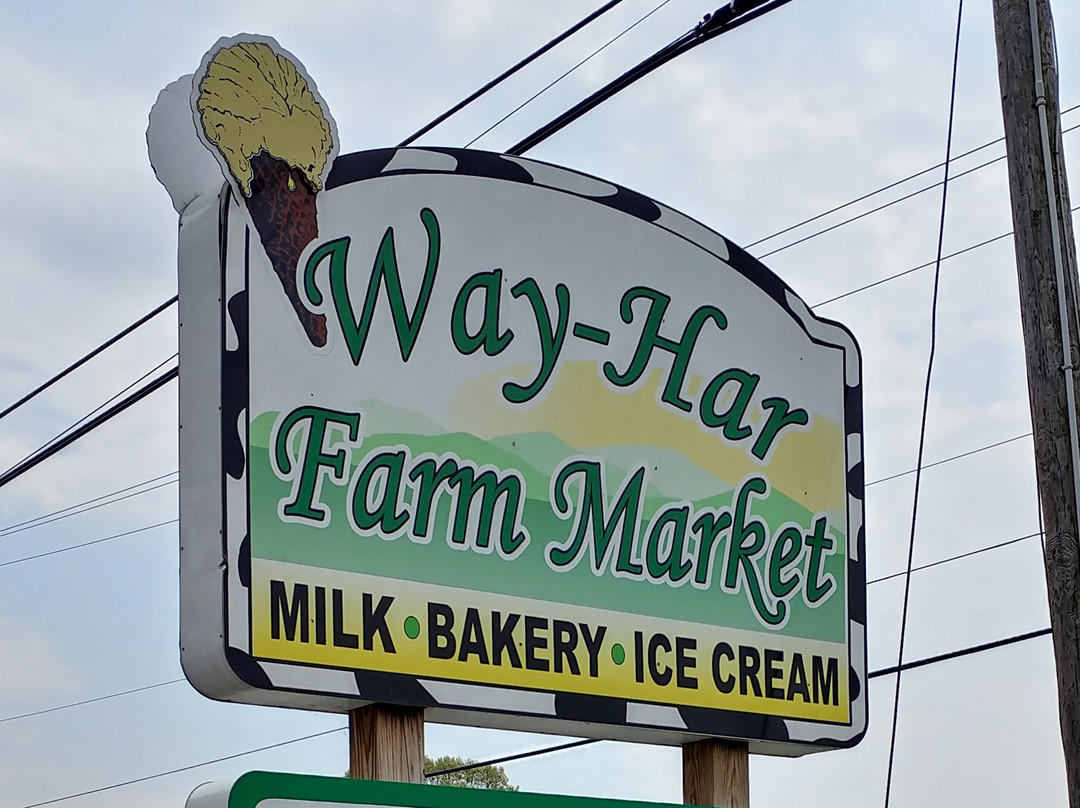 Way-Har
Farm Market
MILK • BAKERY • ICE CREAM